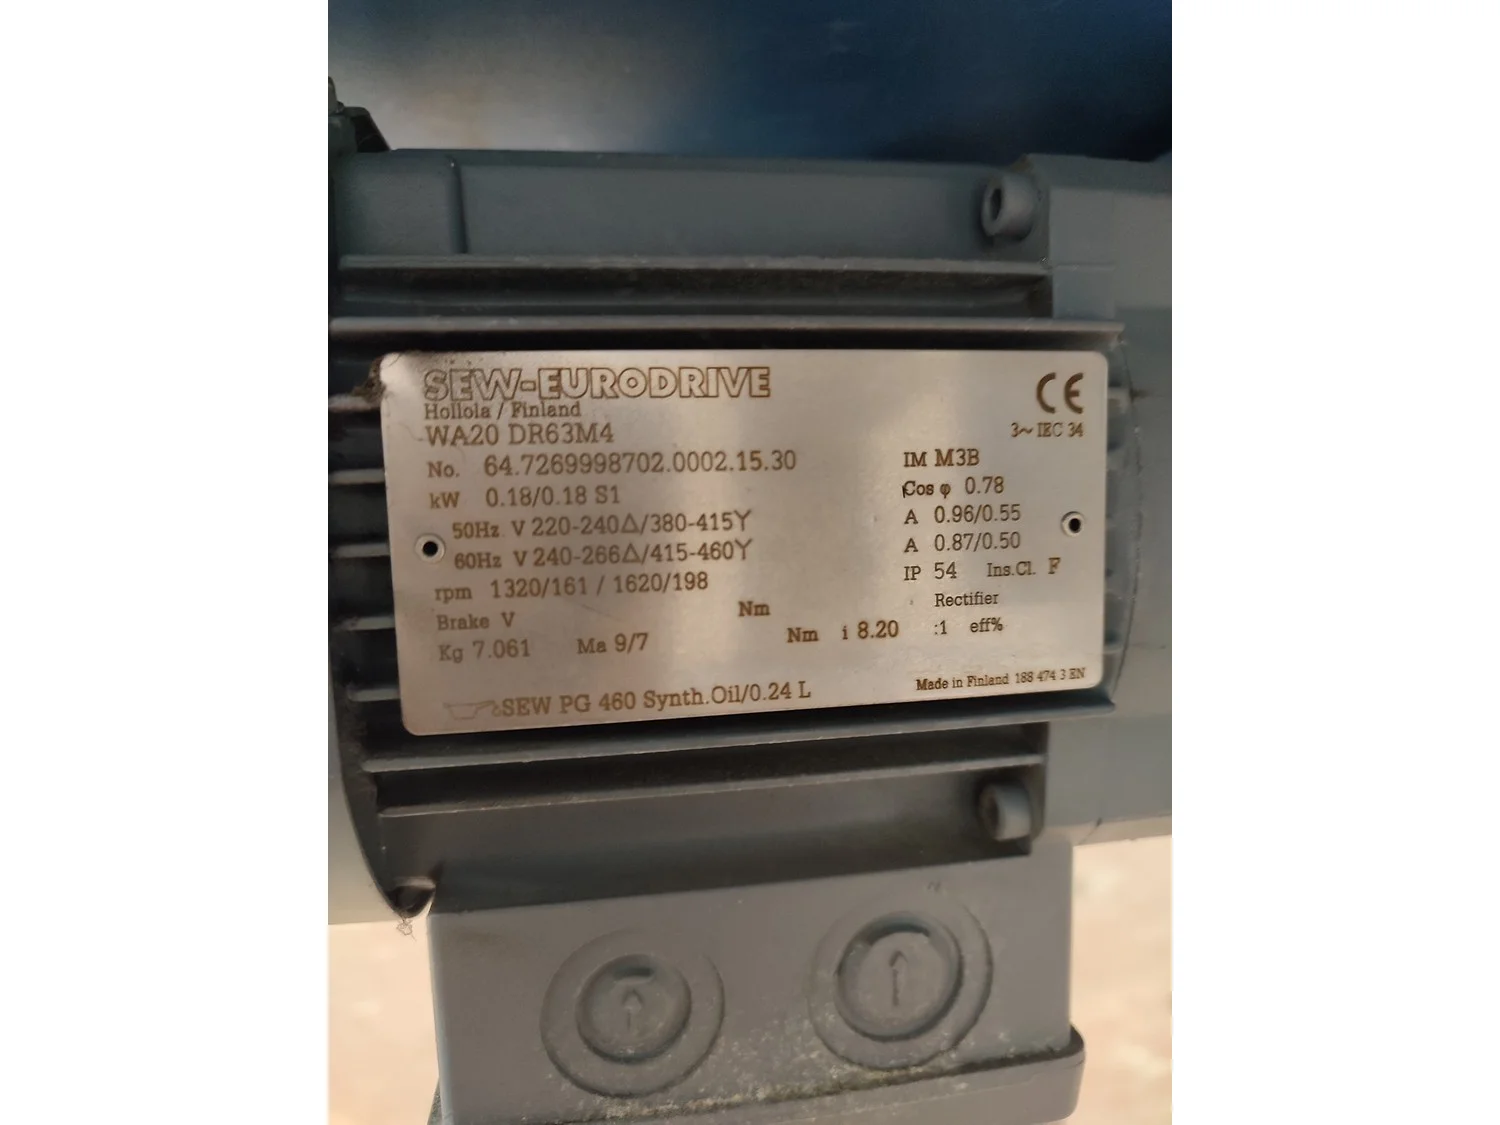 SEW-EURODRIVE
Hollola / Finland
CE
WA20 DR63M4
3~ IEC 34
No. 64.7269998702.0002.15.30
IM M3B
kW 0.18/0.18 S1
Cos φ 0.78
50Hz V 220-240△/380-415Y
A 0.96/0.55
60Hz V 240-266△/415-460Y
A 0.87/0.50
rpm 1320/161 / 1620/198
IP 54 Ins.Cl. F
Brake V Nm Rectifier
Kg 7.061 Ma 9/7 Nm i 8.20 :1 eff%
SEW PG 460 Synth.Oil/0.24 L
Made in Finland 188 474 3 EN